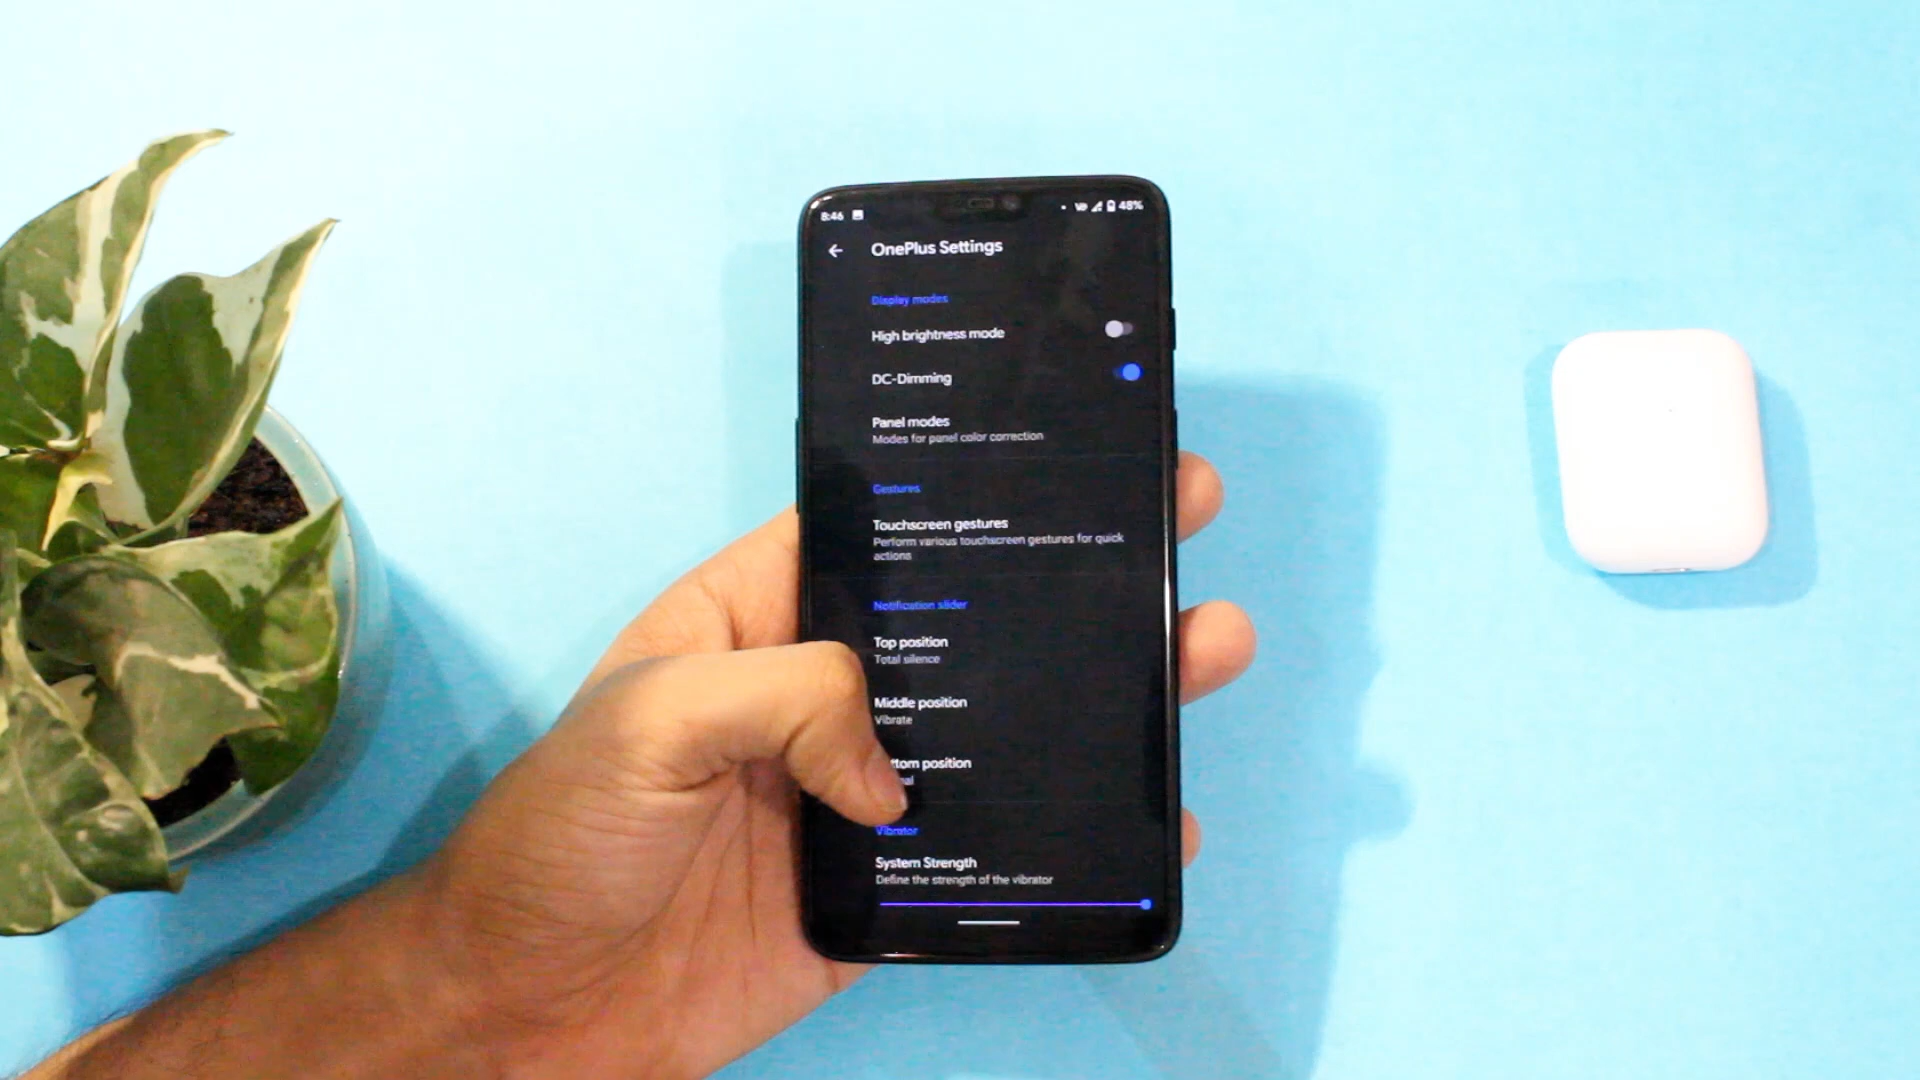 8:46 48%
OnePlus Settings
Display modes
High brightness mode
DC-Dimming
Panel modes
Modes for panel color correction
Gestures
Touchscreen gestures
Perform various touchscreen gestures for quick
actions
Notification slider
Top position
Total silence
Middle position
Vibrate
position
Vibrator
System Strength
Define the strength of the vibrator